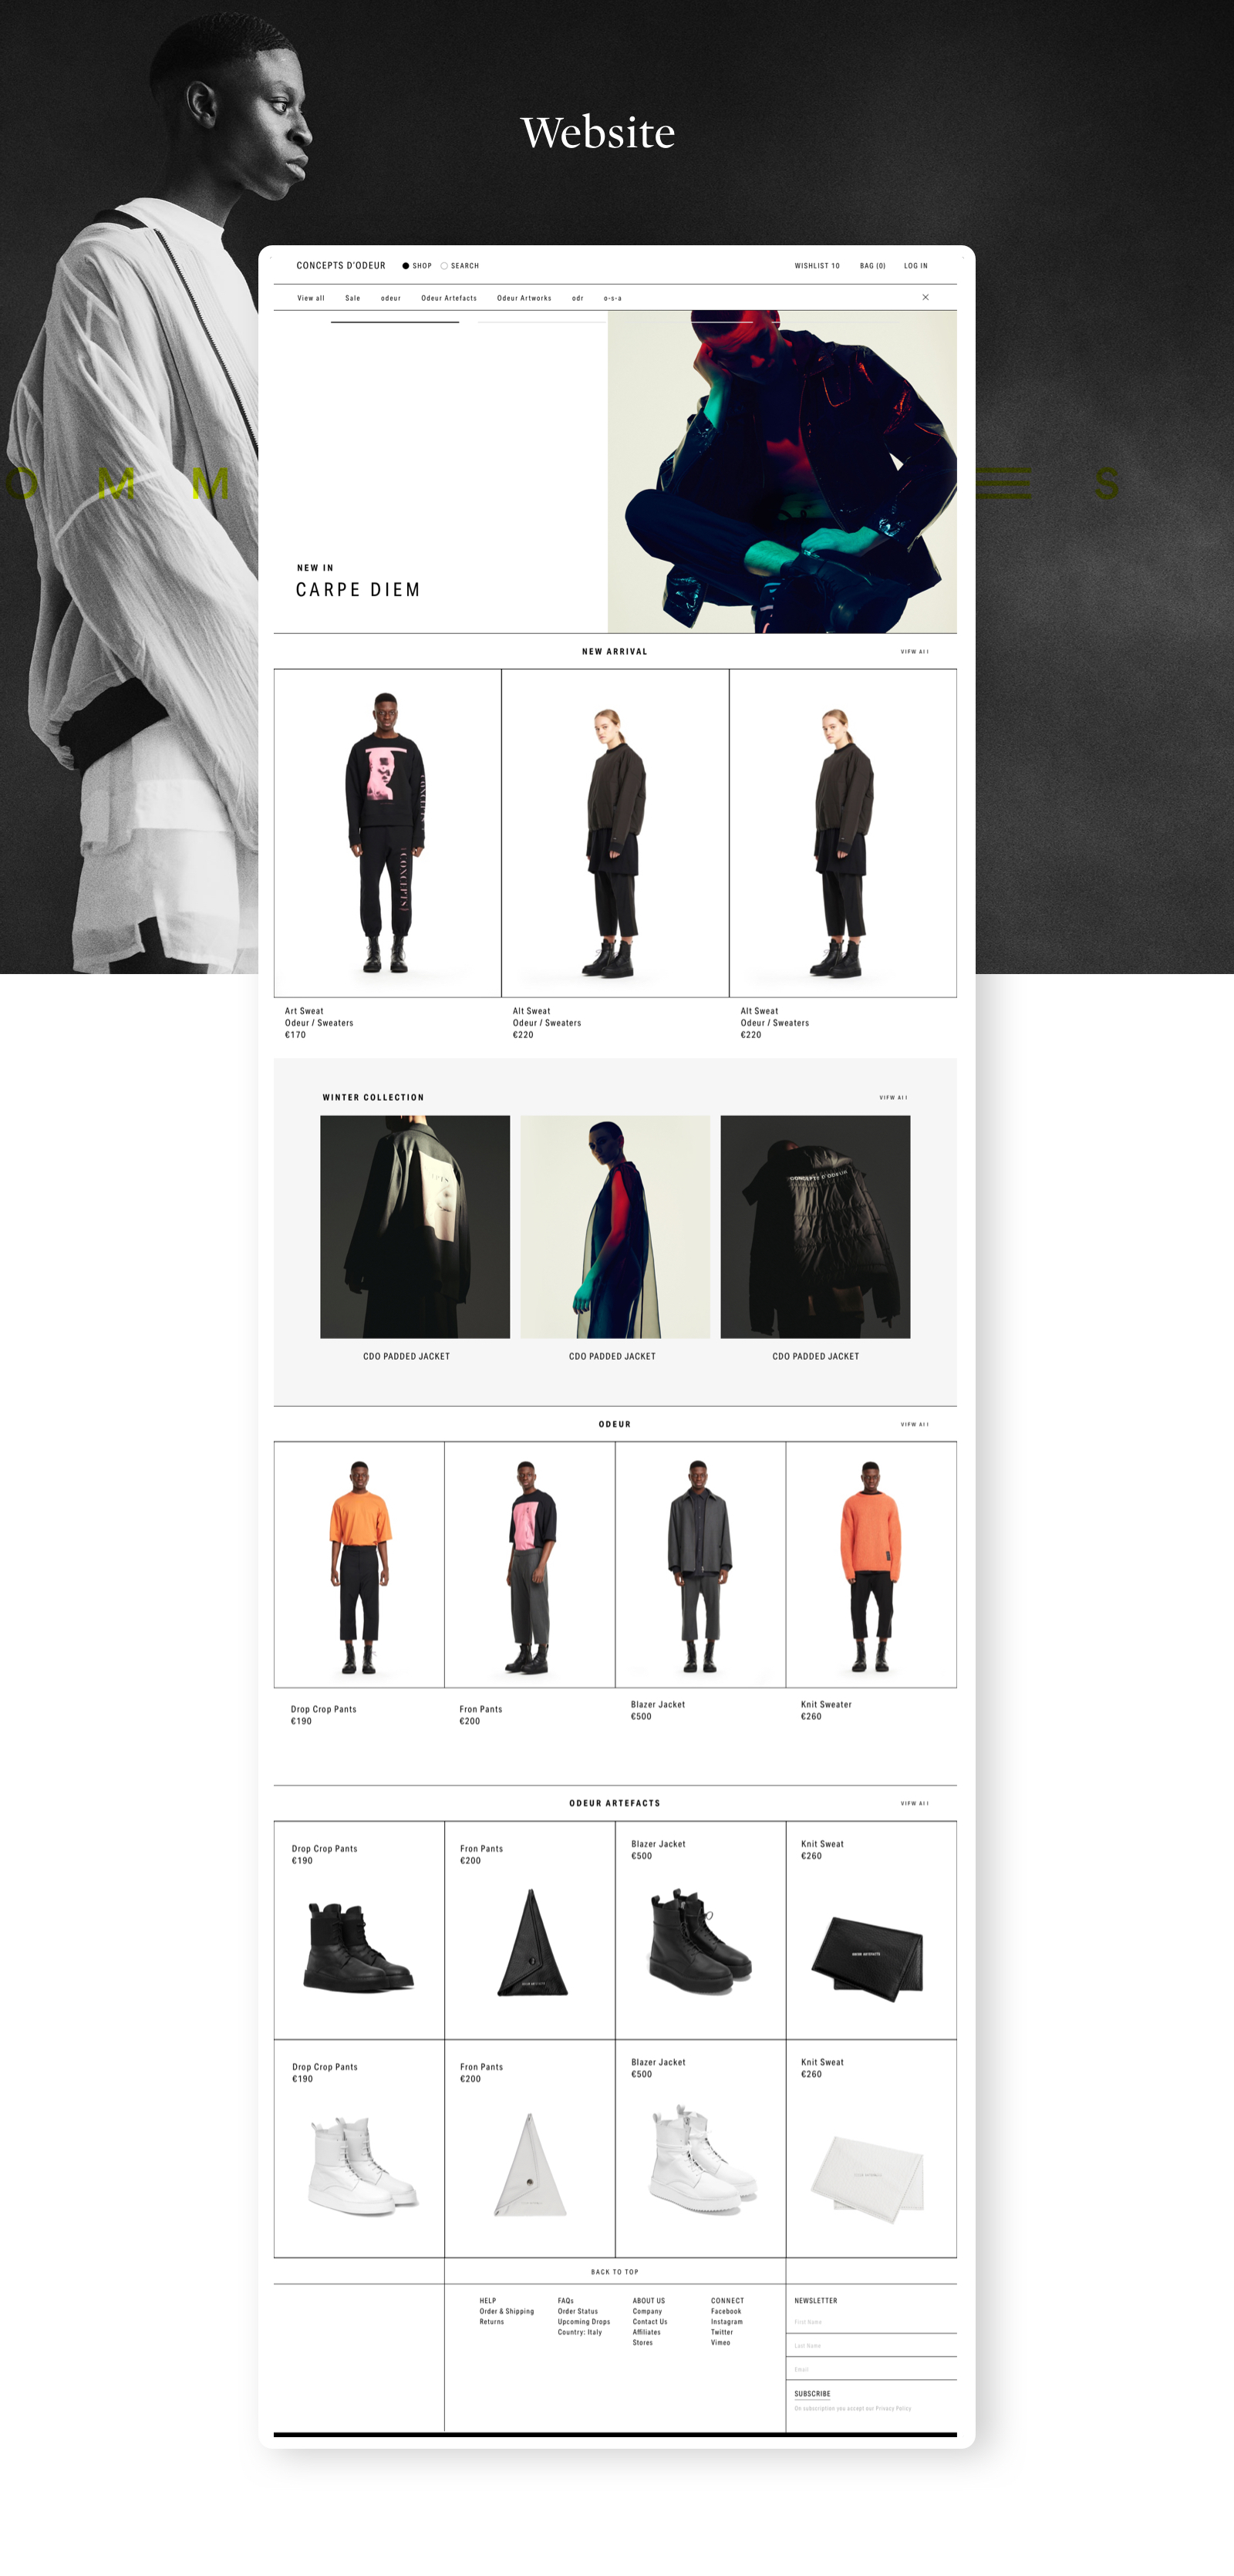 Website
CONCEPTS D'ODEUR SHOP SEARCH WISHLIST 10 BAG (0) LOG IN
View all Sale odeur Odeur Artefacts Odeur Artworks odr o-s-a
O M M S
NEW IN
CARPE DIEM
NEW ARRIVAL VIEW All
Art Sweat
Odeur / Sweaters
€170
Alt Sweat
Odeur / Sweaters
€220
Alt Sweat
Odeur / Sweaters
€220
WINTER COLLECTION VIEW All
CONCEPTS D'ODEUR
CDO PADDED JACKET CDO PADDED JACKET CDO PADDED JACKET
ODEUR VIEW All
Drop Crop Pants
€190
Fron Pants
€200
Blazer Jacket
€500
Knit Sweater
€260
ODEUR ARTEFACTS VIEW All
Drop Crop Pants
€190
Fron Pants
€200
Blazer Jacket
€500
Knit Sweat
€260
ODEUR ARTEFACTS
Drop Crop Pants
€190
Fron Pants
€200
Blazer Jacket
€500
Knit Sweat
€260
BACK TO TOP
HELP
Order & Shipping
Returns
FAQs
Order Status
Upcoming Drops
Country: Italy
ABOUT US
Company
Contact Us
Affiliates
Stores
CONNECT
Facebook
Instagram
Twitter
Vimeo
NEWSLETTER
First Name
Last Name
Email
SUBSCRIBE
On subscription you accept our Privacy Policy